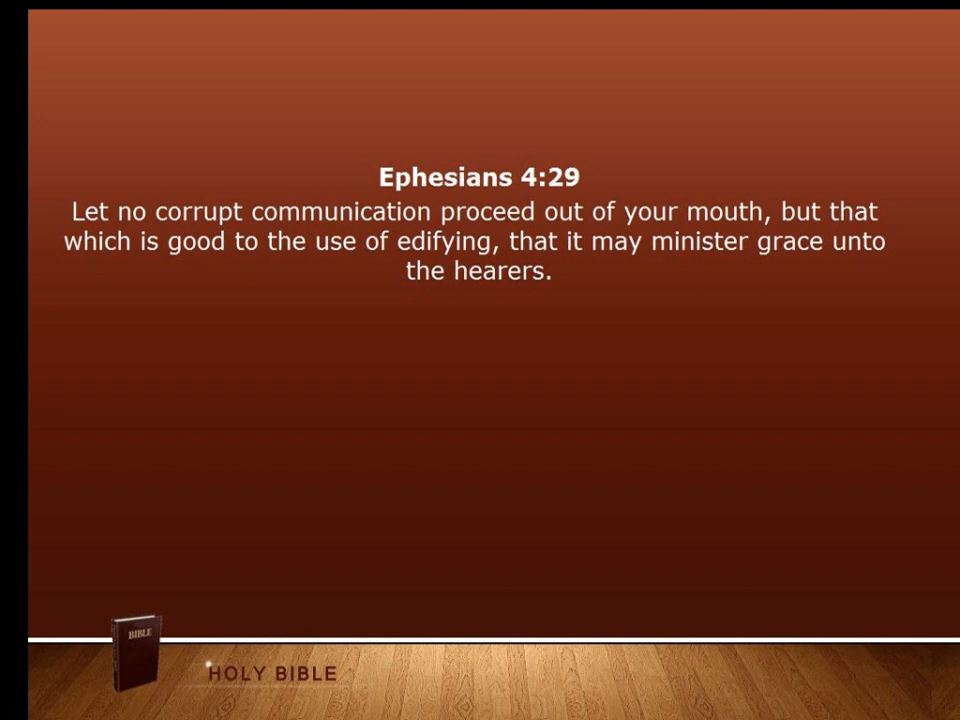 Ephesians 4:29
Let no corrupt communication proceed out of your mouth, but that
which is good to the use of edifying, that it may minister grace unto
the hearers.
BIBLE
HOLY BIBLE